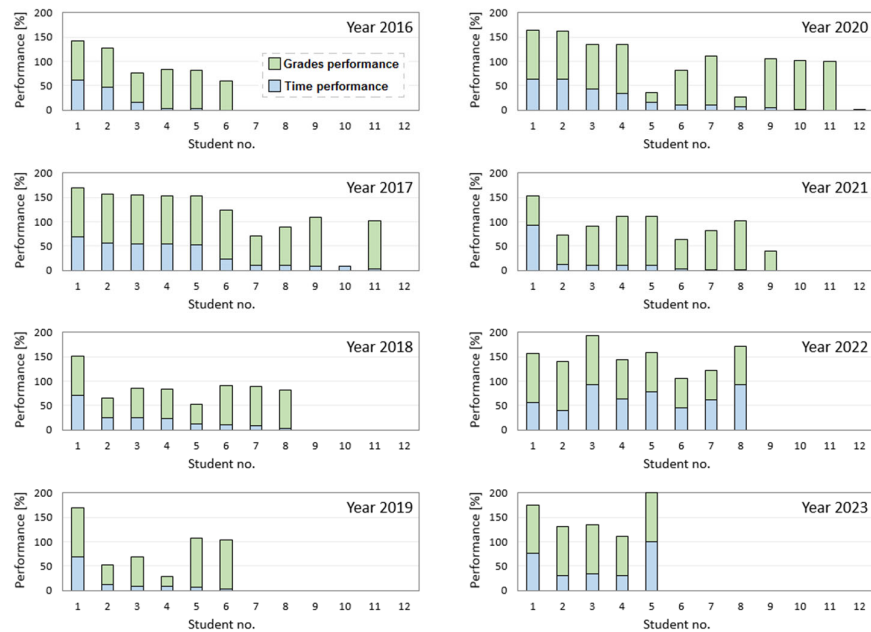 Year 2016
Performance [%]
200
150
100
50
0
Grades performance
Time performance
1 2 3 4 5 6 7 8 9 10 11 12
Student no.
Year 2020
Performance [%]
200
150
100
50
0
1 2 3 4 5 6 7 8 9 10 11 12
Student no.
Year 2017
Performance [%]
200
150
100
50
0
1 2 3 4 5 6 7 8 9 10 11 12
Student no.
Year 2021
Performance [%]
200
150
100
50
0
1 2 3 4 5 6 7 8 9 10 11 12
Student no.
Year 2018
Performance [%]
200
150
100
50
0
1 2 3 4 5 6 7 8 9 10 11 12
Student no.
Year 2022
Performance [%]
200
150
100
50
0
1 2 3 4 5 6 7 8 9 10 11 12
Student no.
Year 2019
Performance [%]
200
150
100
50
0
1 2 3 4 5 6 7 8 9 10 11 12
Student no.
Year 2023
Performance [%]
200
150
100
50
0
1 2 3 4 5 6 7 8 9 10 11 12
Student no.